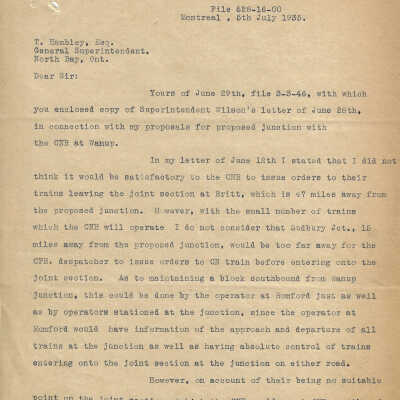 File 628-16-00
Montreal , 5th July 1935.
T. Hambley, Esq.
General Superintendent,
North Bay, Ont.
Dear Sir:
Yours of June 29th, file 3-3-46, with which
you enclosed copy of Superintendent Wilson's letter of June 28th,
in connection with my proposals for proposed junction with
the CNR at Wanup.
In my letter of June 12th I stated that I did not
think it would be satisfactory to the CNR to issue orders to their
trains leaving the joint section at Britt, which is 47 miles away from
the proposed junction. However, with the small number of trains
which the CNR will operate I do not consider that Sudbury Jct., 15
miles away from the proposed junction, would be too far away for the
CPR. despatcher to issue orders to CN train before entering onto the
joint section. As to maintaining a block southbound from Wanup
junction, this could be done by the operator at Romford just as well
as by operators stationed at the junction, since the operator at
Romford would have information of the approach and departure of all
trains at the junction as well as having absolute control of trains
entering onto the joint section at the junction on either road.
However, on account of their being no suitable
point on the joint